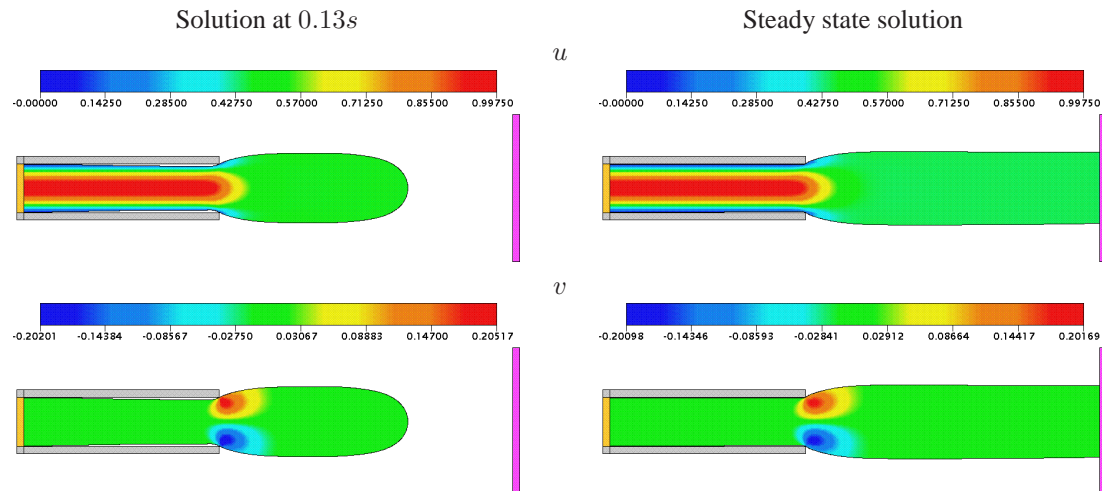 Solution at 0.13s
Steady state solution
u
-0.00000 0.14250 0.28500 0.42750 0.57000 0.71250 0.85500 0.99750
-0.00000 0.14250 0.28500 0.42750 0.57000 0.71250 0.85500 0.99750
v
-0.20201 -0.14384 -0.08567 -0.02750 0.03067 0.08883 0.14700 0.20517
-0.20098 -0.14346 -0.08593 -0.02841 0.02912 0.08664 0.14417 0.20169